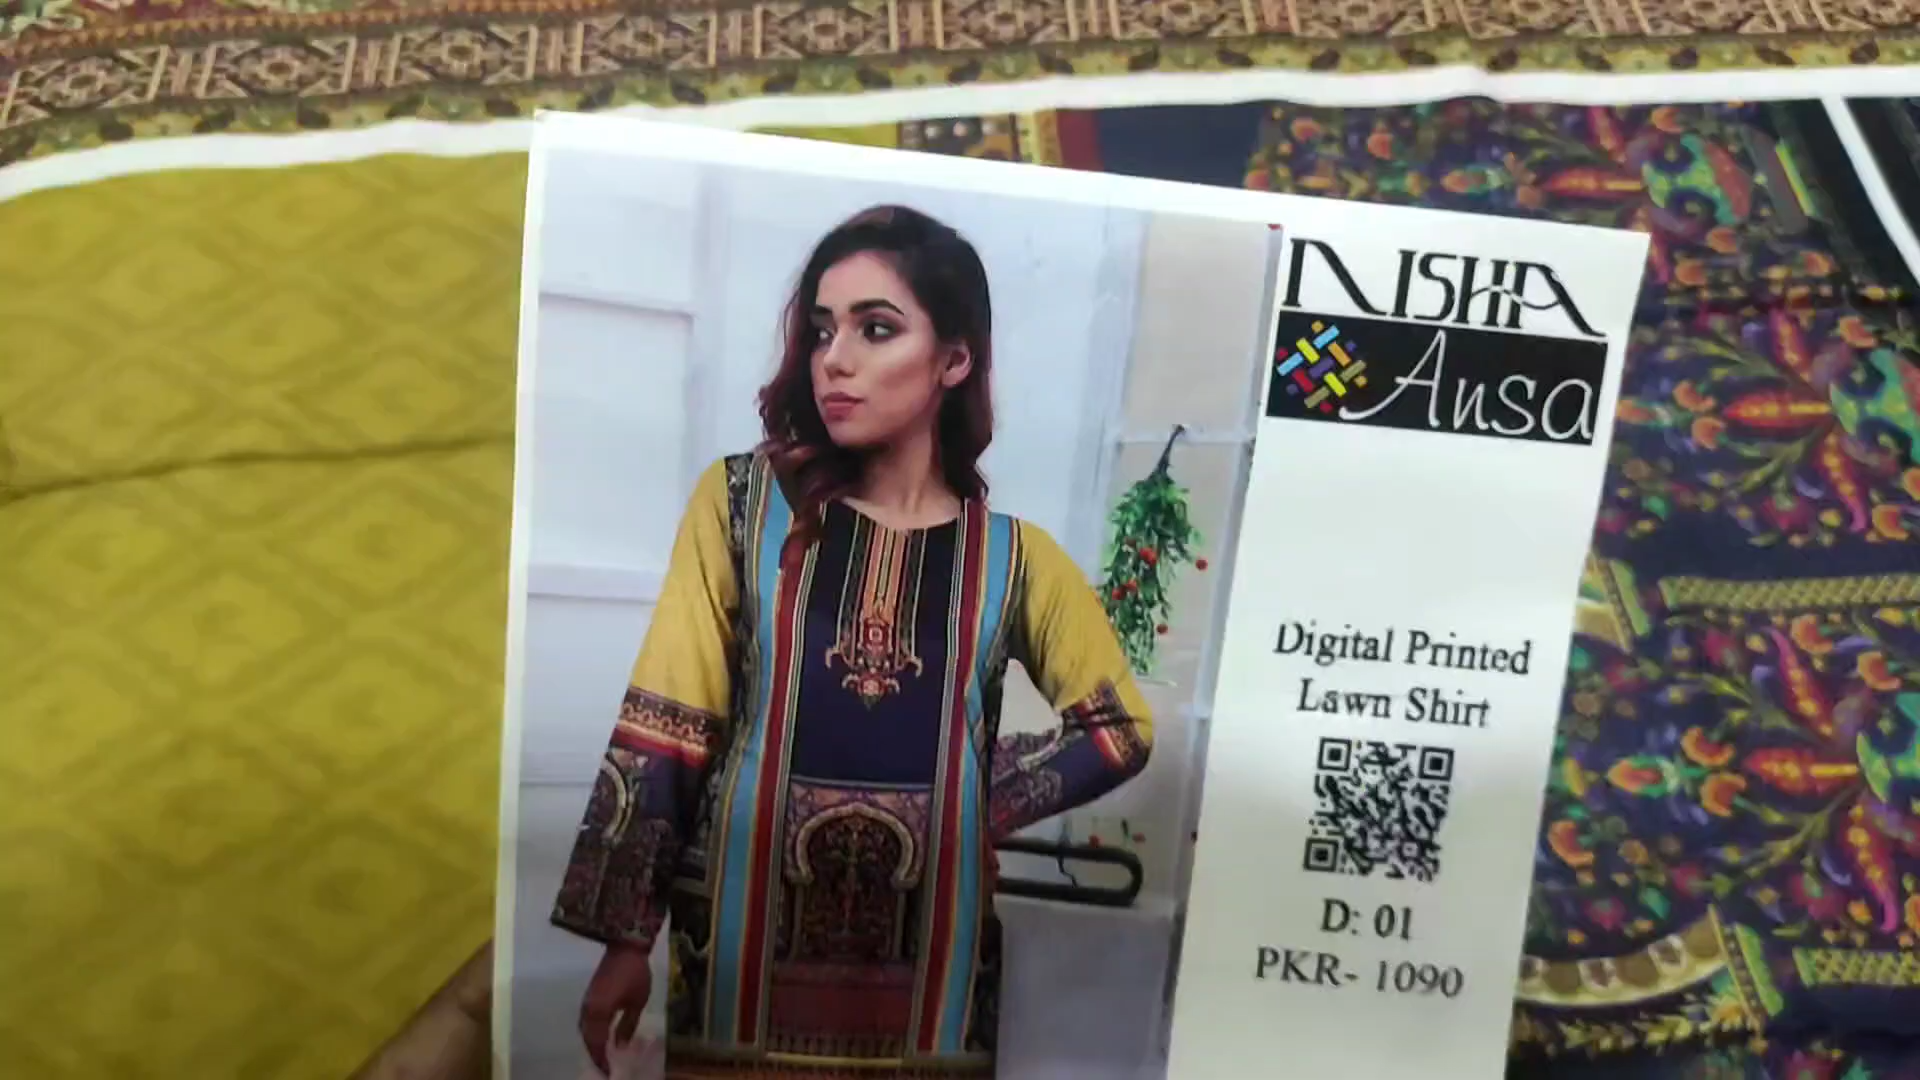 NISHA
Ansa
Digital Printed
Lawn Shirt
D: 01
PKR- 1090